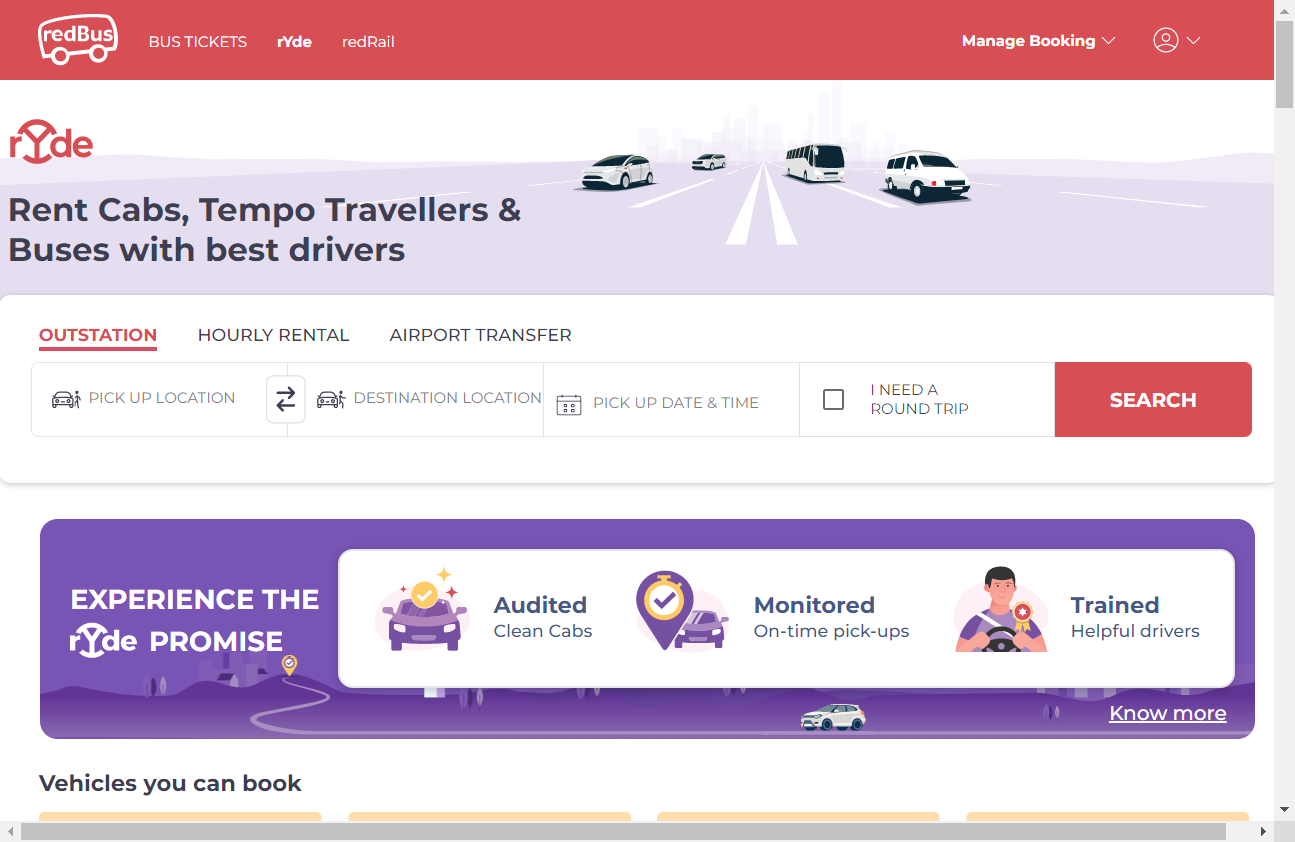 redBus
BUS TICKETS
rYde
redRail
Manage Booking
rYde
Rent Cabs, Tempo Travellers &
Buses with best drivers
OUTSTATION
HOURLY RENTAL
AIRPORT TRANSFER
PICK UP LOCATION
DESTINATION LOCATION
PICK UP DATE & TIME
I NEED A
ROUND TRIP
SEARCH
EXPERIENCE THE
rYde PROMISE
Audited
Clean Cabs
Monitored
On-time pick-ups
Trained
Helpful drivers
Know more
Vehicles you can book